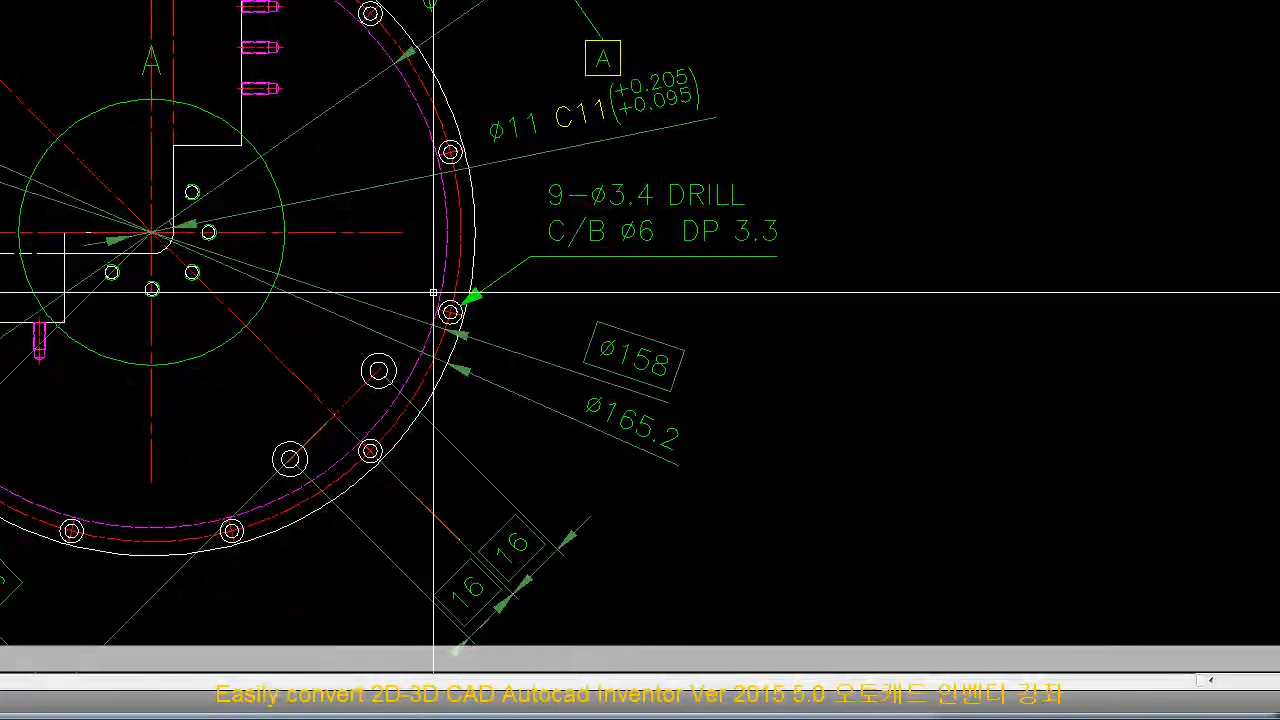 A
A
ø11 C11(+0.205
+0.095)
9-ø3.4 DRILL
C/B ø6 DP 3.3
ø158
ø165.2
16
16
Easily convert 2D-3D CAD Autocad Inventor Ver 2015 5.0 오토캐드 인벤터 강좌